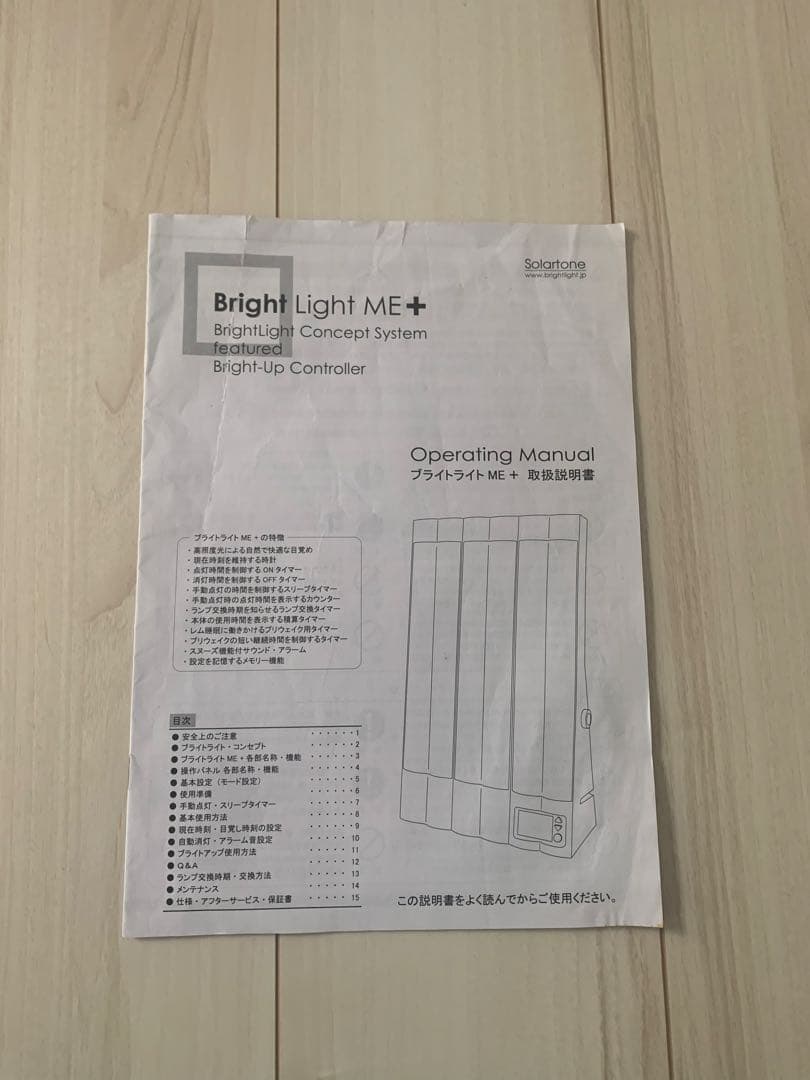 Solartone
www.brightlight.jp
Bright Light ME+
BrightLight Concept System
featured
Bright-Up Controller
Operating Manual
ブライトライト ME + 取扱説明書
ブライトライト ME + の特徴
・高照度光による自然で快適な目覚め
・現在時刻を維持する時計
・点灯時間を制御する ON タイマー
・消灯時間を制御する OFF タイマー
・手動点灯の時間を制御するスリープタイマー
・手動点灯時の点灯時間を表示するカウンター
・ランプ交換時期を知らせるランプ交換タイマー
・本体の使用時間を表示する積算タイマー
・レム睡眠に働きかけるプリウェイク用タイマー
・プリウェイクの短い継続時間を制御するタイマー
・スヌーズ機能付サウンド・アラーム
・設定を記憶するメモリー機能
目次
● 安全上のご注意 ・・・・・・1
● ブライトライト・コンセプト ・・・・・・2
● ブライトライト ME + 各部名称・機能 ・・・・・・3
● 操作パネル 各部名称・機能 ・・・・・・4
● 基本設定（モード設定） ・・・・・・5
● 使用準備 ・・・・・・6
● 手動点灯・スリープタイマー ・・・・・・7
● 基本使用方法 ・・・・・・8
● 現在時刻・目覚し時刻の設定 ・・・・・・9
● 自動消灯・アラーム音設定 ・・・・・10
● ブライトアップ使用方法 ・・・・・11
● Q&A ・・・・・12
● ランプ交換時期・交換方法 ・・・・・13
● メンテナンス ・・・・・14
● 仕様・アフターサービス・保証書 ・・・・・15
この説明書をよく読んでからご使用ください。